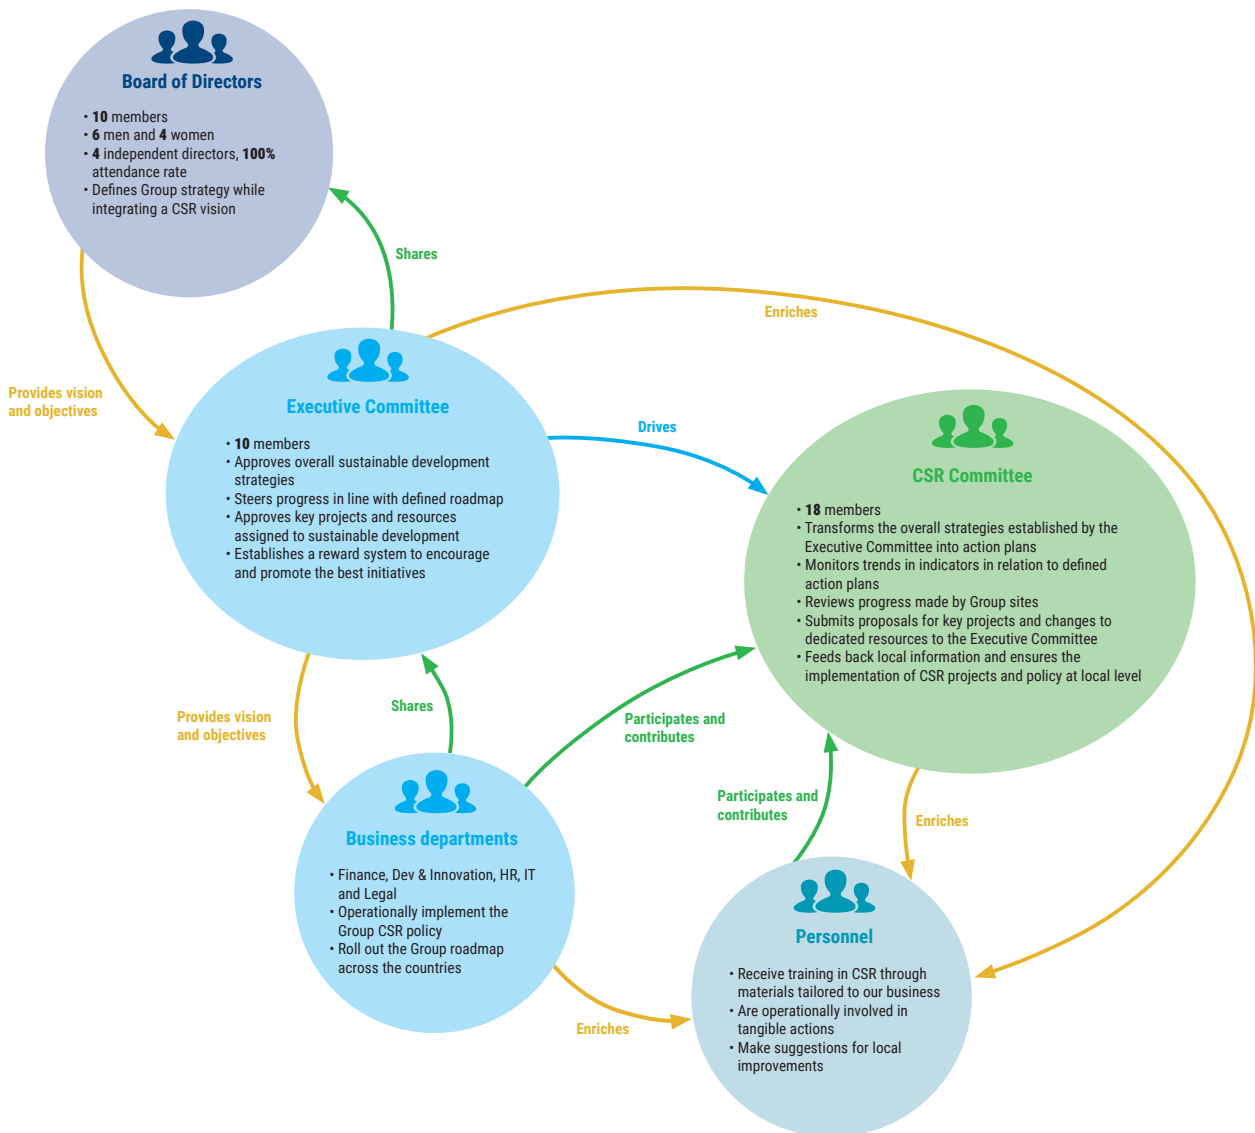 Board of Directors
• 10 members
• 6 men and 4 women
• 4 independent directors, 100%
attendance rate
• Defines Group strategy while
integrating a CSR vision
Shares
Enriches
Provides vision
and objectives
Executive Committee
• 10 members
• Approves overall sustainable development
strategies
• Steers progress in line with defined roadmap
• Approves key projects and resources
assigned to sustainable development
• Establishes a reward system to encourage
and promote the best initiatives
Drives
CSR Committee
• 18 members
• Transforms the overall strategies established by the
Executive Committee into action plans
• Monitors trends in indicators in relation to defined
action plans
• Reviews progress made by Group sites
• Submits proposals for key projects and changes to
dedicated resources to the Executive Committee
• Feeds back local information and ensures the
implementation of CSR projects and policy at local level
Provides vision
and objectives
Shares
Participates and
contributes
Participates and
contributes
Enriches
Business departments
• Finance, Dev & Innovation, HR, IT
and Legal
• Operationally implement the
Group CSR policy
• Roll out the Group roadmap
across the countries
Enriches
Personnel
• Receive training in CSR through
materials tailored to our business
• Are operationally involved in
tangible actions
• Make suggestions for local
improvements